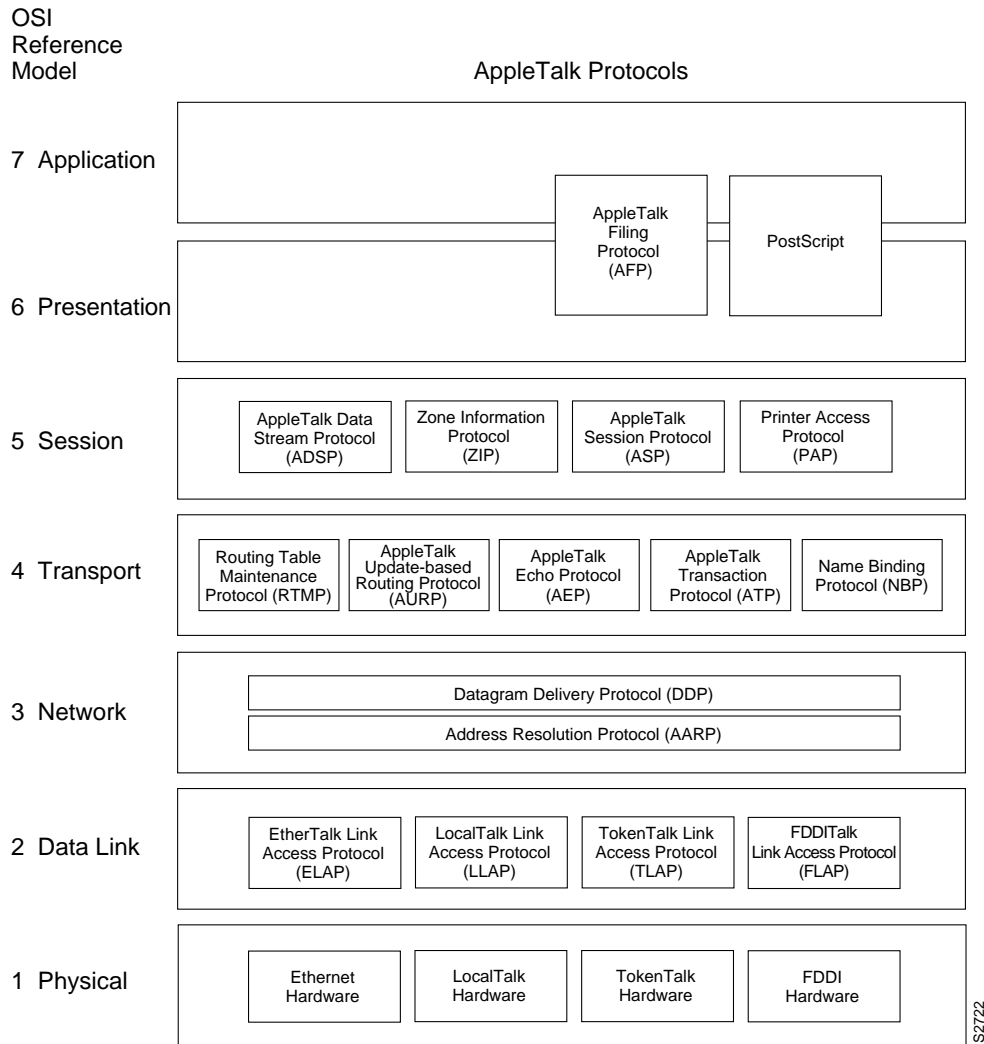 OSI
Reference
Model
AppleTalk Protocols
7 Application
AppleTalk
Filing
Protocol
(AFP)
PostScript
6 Presentation
5 Session
AppleTalk Data
Stream Protocol
(ADSP)
Zone Information
Protocol
(ZIP)
AppleTalk
Session Protocol
(ASP)
Printer Access
Protocol
(PAP)
4 Transport
Routing Table
Maintenance
Protocol (RTMP)
AppleTalk
Update-based
Routing Protocol
(AURP)
AppleTalk
Echo Protocol
(AEP)
AppleTalk
Transaction
Protocol (ATP)
Name Binding
Protocol (NBP)
3 Network
Datagram Delivery Protocol (DDP)
Address Resolution Protocol (AARP)
2 Data Link
EtherTalk Link
Access Protocol
(ELAP)
LocalTalk Link
Access Protocol
(LLAP)
TokenTalk Link
Access Protocol
(TLAP)
FDDITalk
Link Access Protocol
(FLAP)
1 Physical
Ethernet
Hardware
LocalTalk
Hardware
TokenTalk
Hardware
FDDI
Hardware
S2722